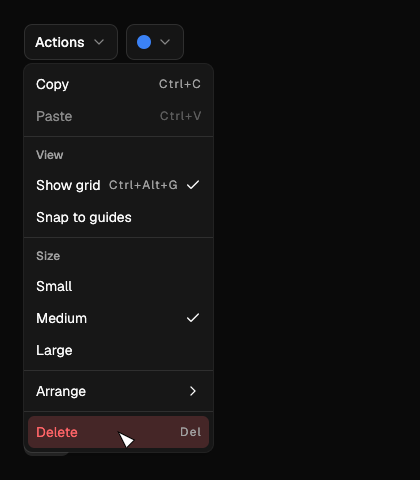 Actions
Copy Ctrl+C
Paste Ctrl+V
View
Show grid Ctrl+Alt+G
Snap to guides
Size
Small
Medium
Large
Arrange
Delete Del